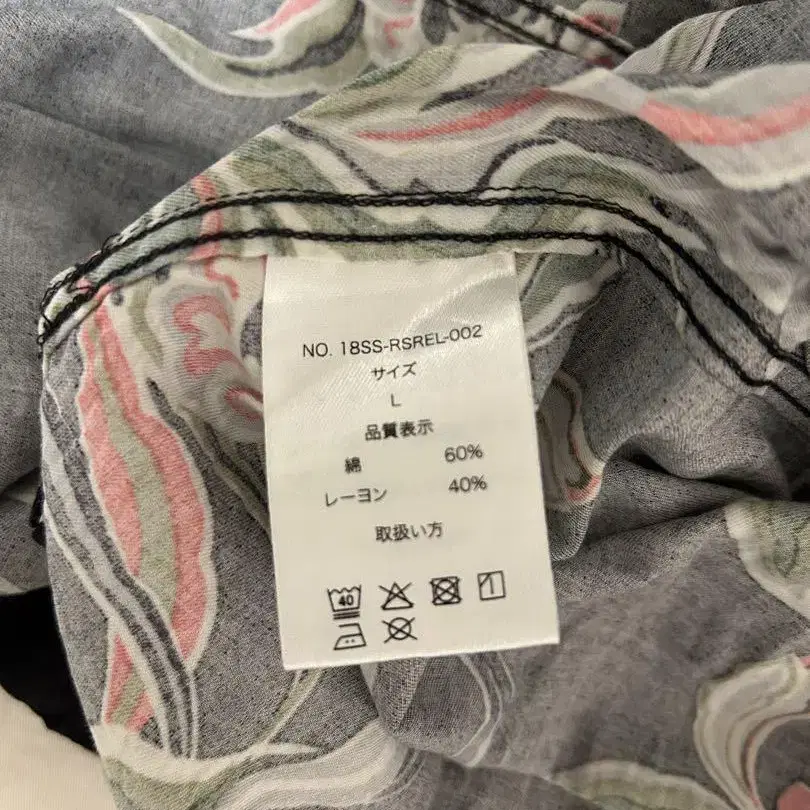 NO. 18SS-RSREL-002
サイズ
L
品質表示
綿 60%
レーヨン 40%
取扱い方
40